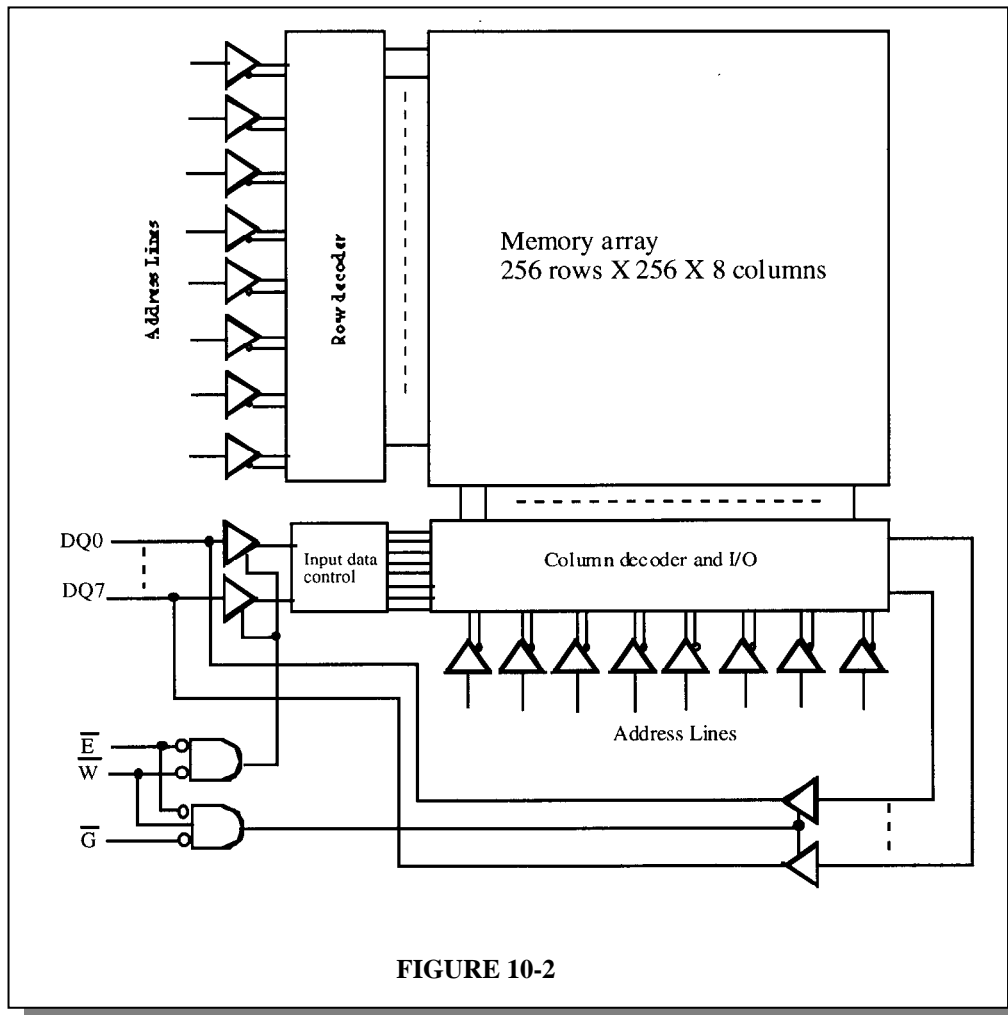 Address Lines
Row decoder
Memory array
256 rows X 256 X 8 columns
DQ0
DQ7
Input data
control
Column decoder and I/O
Address Lines
E̅
W̅
G̅
FIGURE 10-2